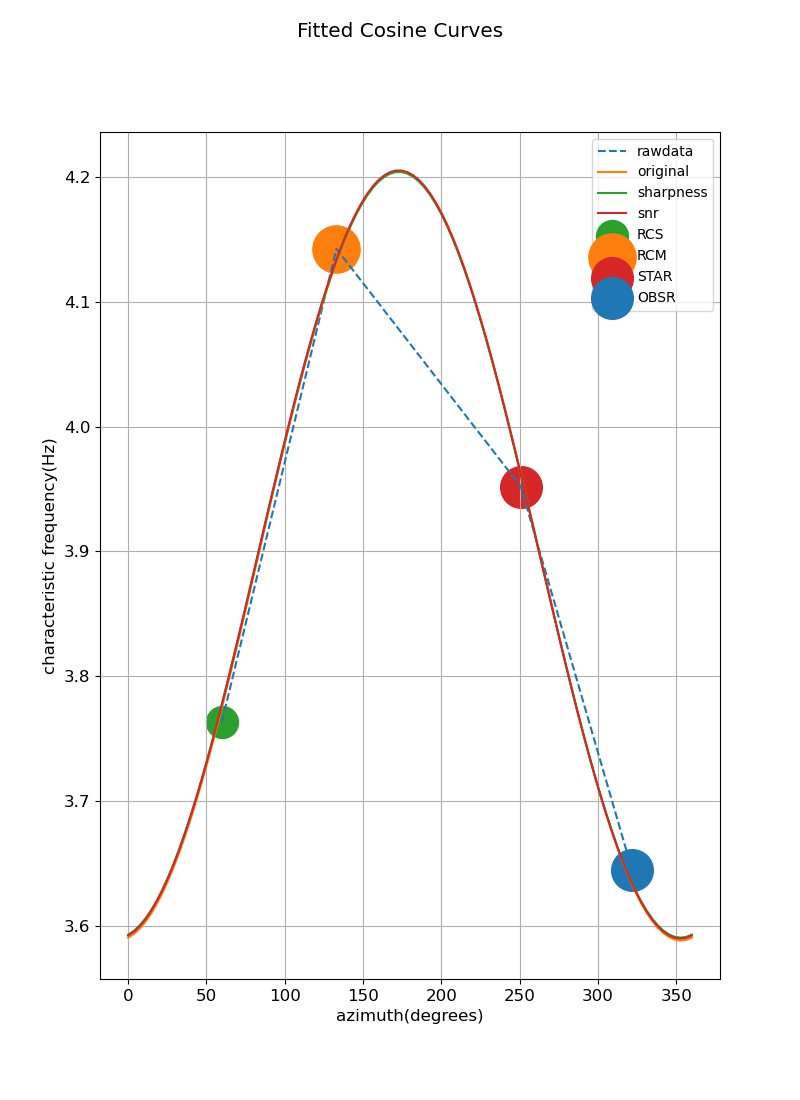 Fitted Cosine Curves
rawdata
original
sharpness
snr
RCS
RCM
STAR
OBSR
4.2
4.1
4.0
3.9
3.8
3.7
3.6
characteristic frequency(Hz)
0 50 100 150 200 250 300 350
azimuth(degrees)